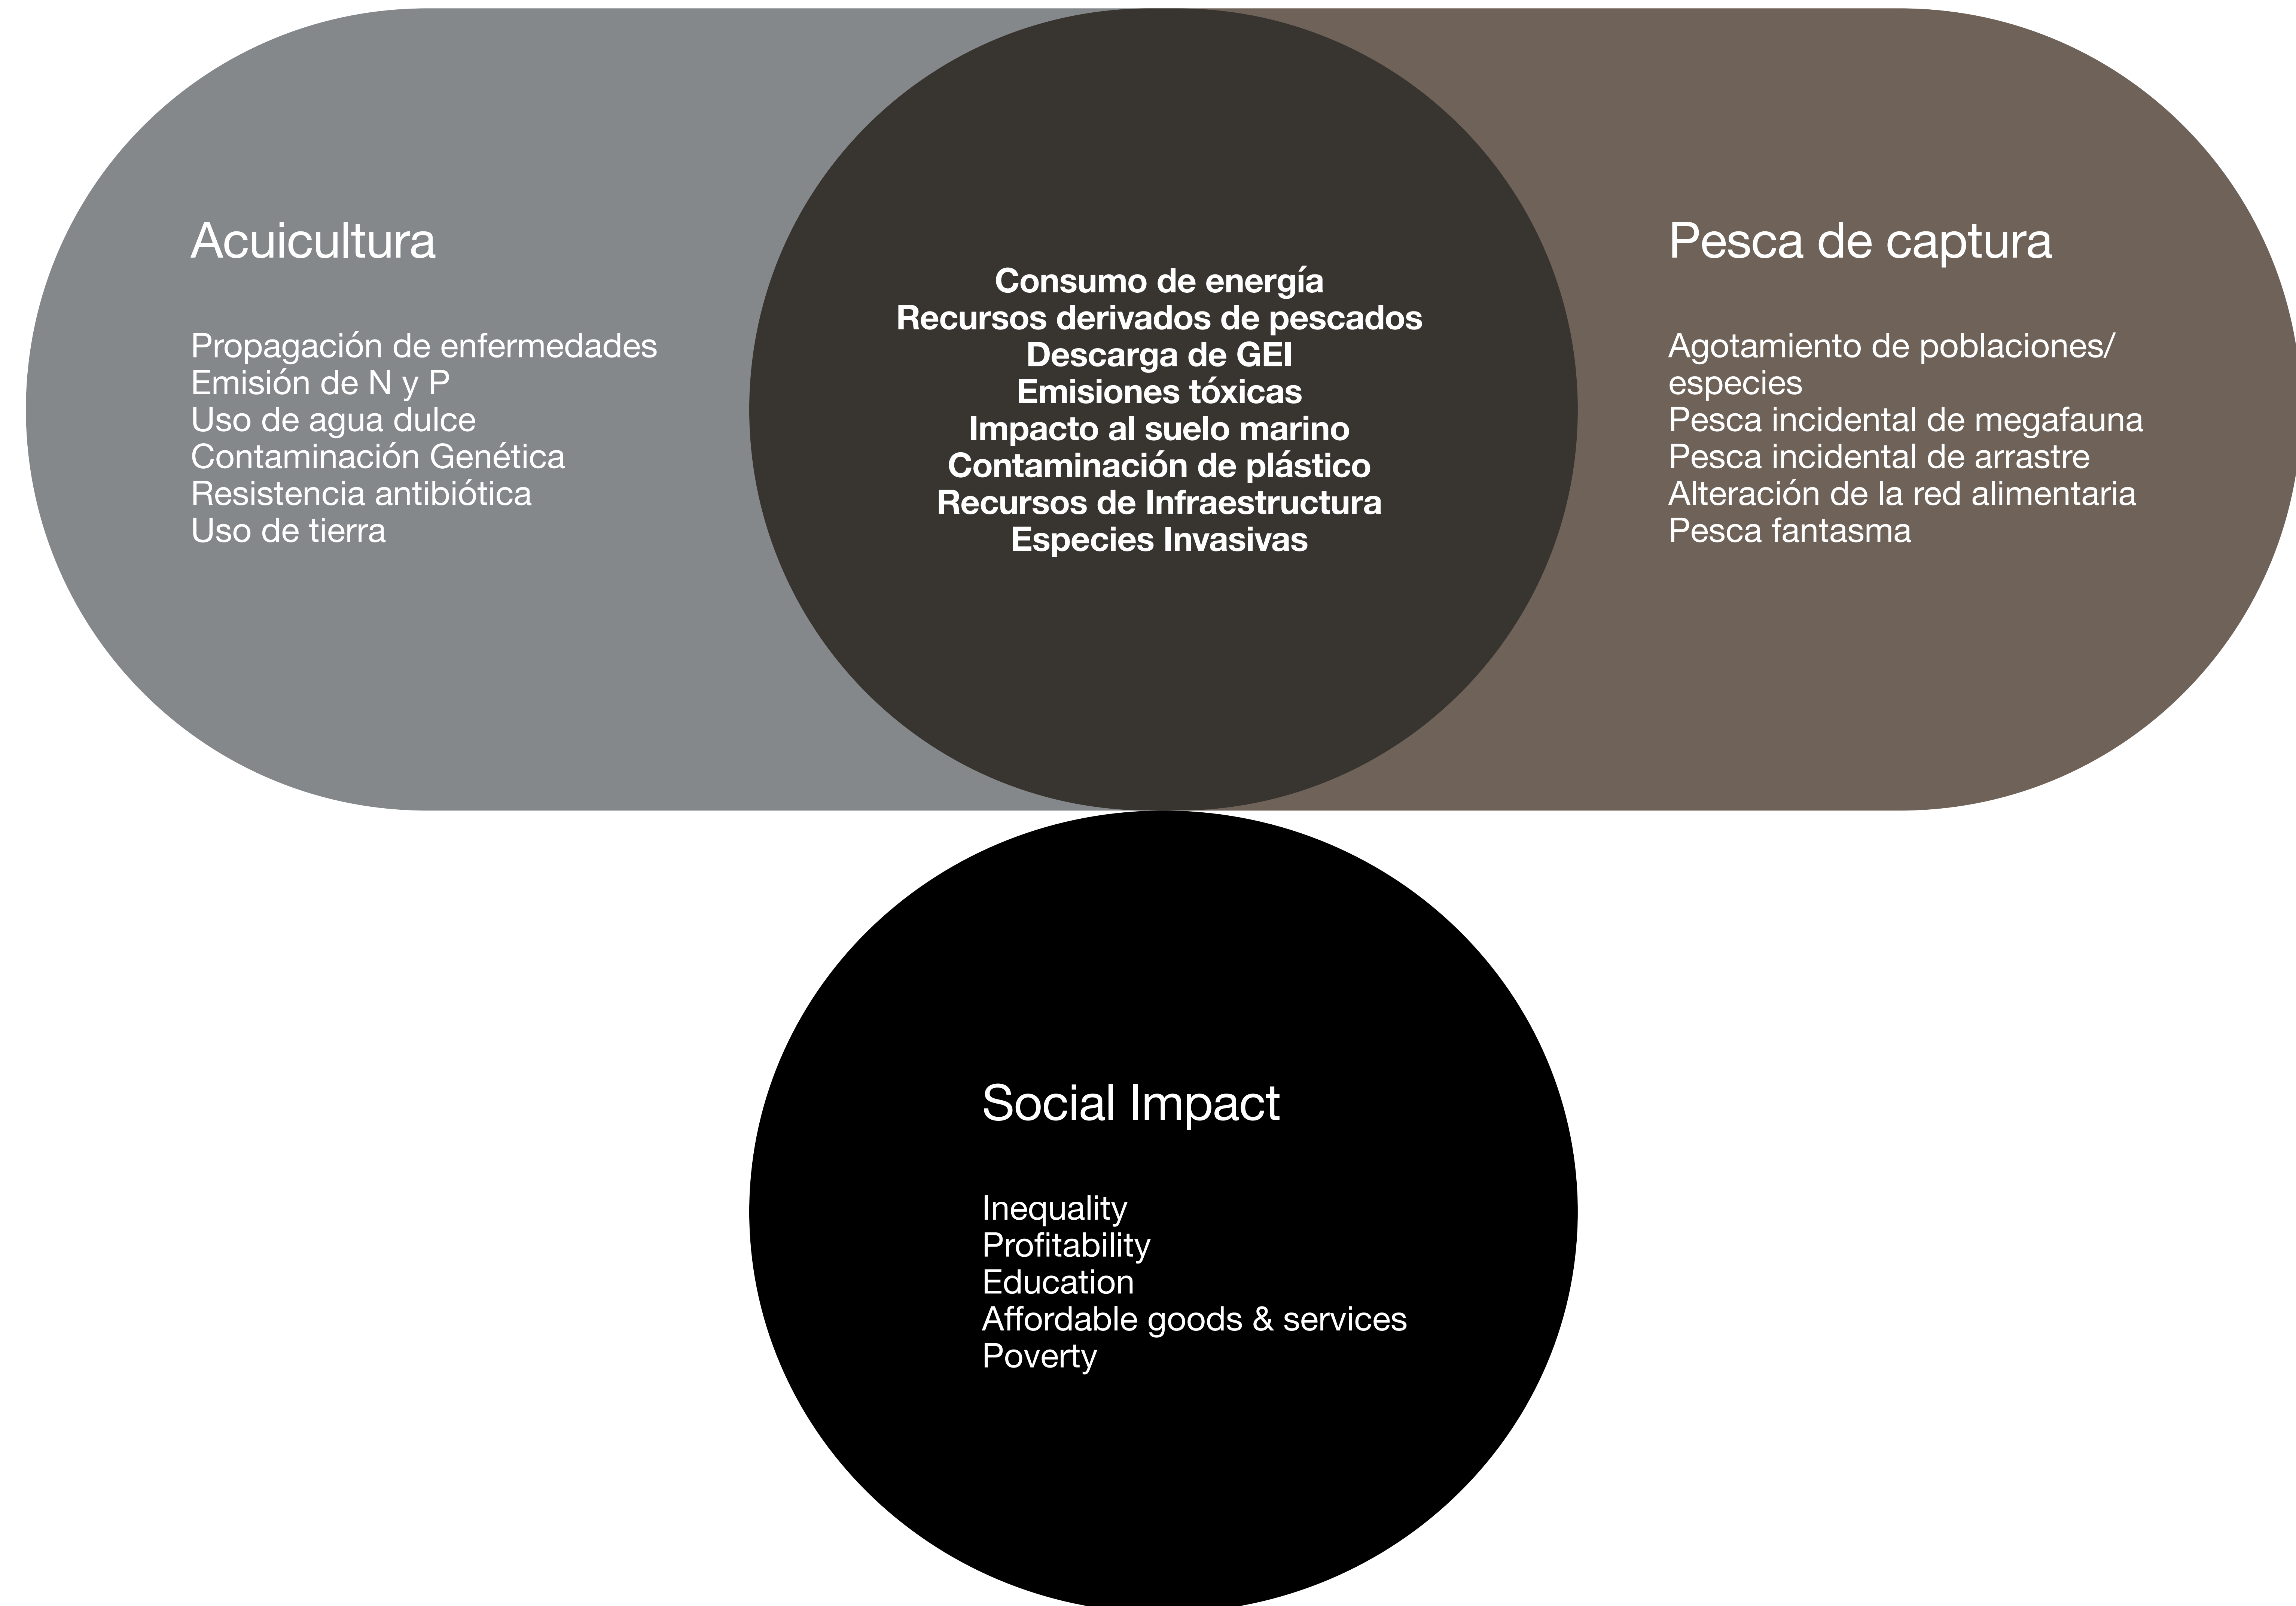 Acuicultura
Propagación de enfermedades
Emisión de N y P
Uso de agua dulce
Contaminación Genética
Resistencia antibiótica
Uso de tierra
Consumo de energía
Recursos derivados de pescados
Descarga de GEI
Emisiones tóxicas
Impacto al suelo marino
Contaminación de plástico
Recursos de Infraestructura
Especies Invasivas
Pesca de captura
Agotamiento de poblaciones/
especies
Pesca incidental de megafauna
Pesca incidental de arrastre
Alteración de la red alimentaria
Pesca fantasma
Social Impact
Inequality
Profitability
Education
Affordable goods & services
Poverty